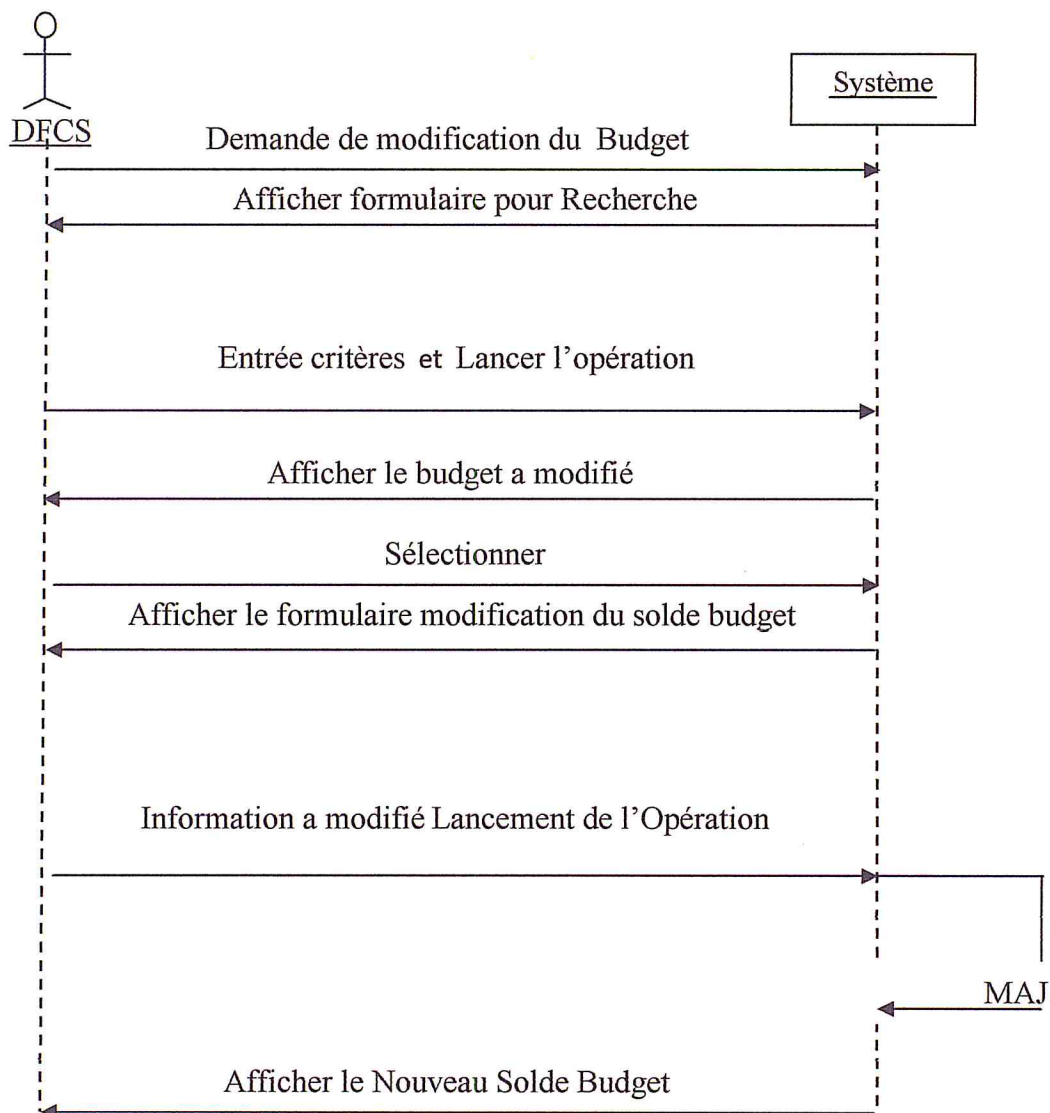 DFCS
Système
Demande de modification du Budget
Afficher formulaire pour Recherche
Entrée critères et Lancer l'opération
Afficher le budget a modifié
Sélectionner
Afficher le formulaire modification du solde budget
Information a modifié Lancement de l'Opération
MAJ
Afficher le Nouveau Solde Budget